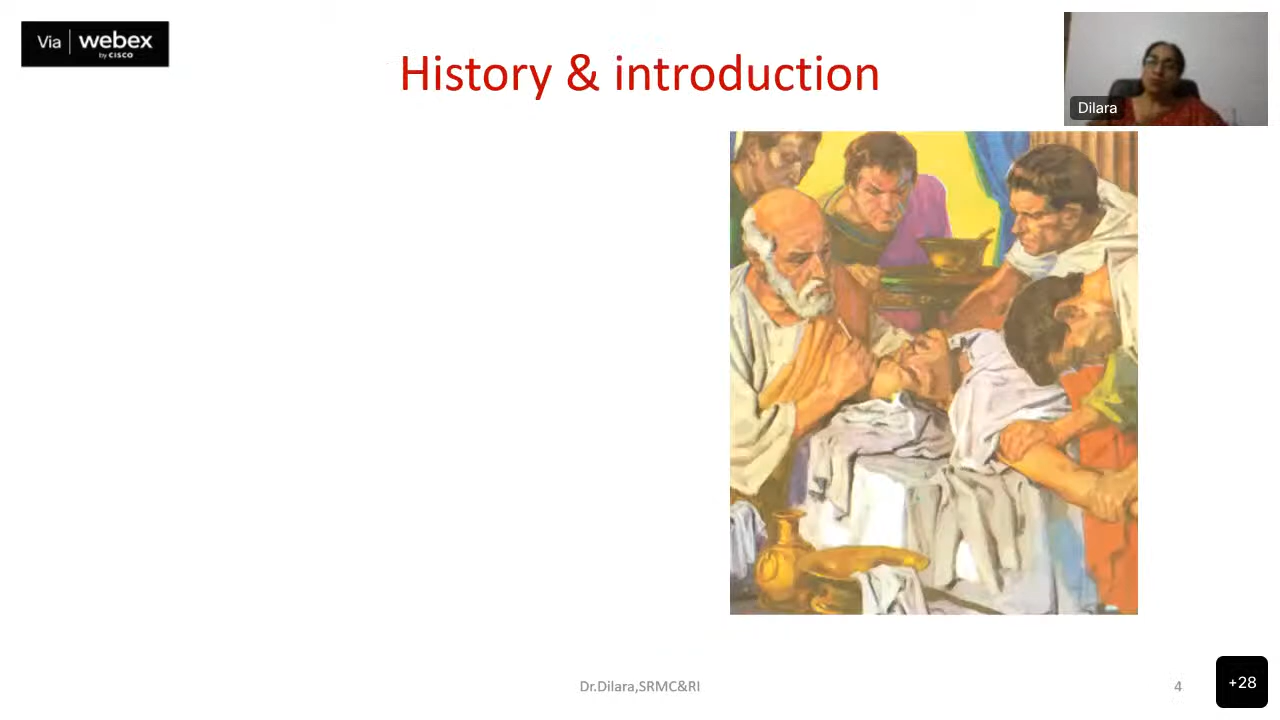 Via | webex
by CISCO
History & introduction
Dilara
Dr.Dilara,SRMC&RI
4
+28